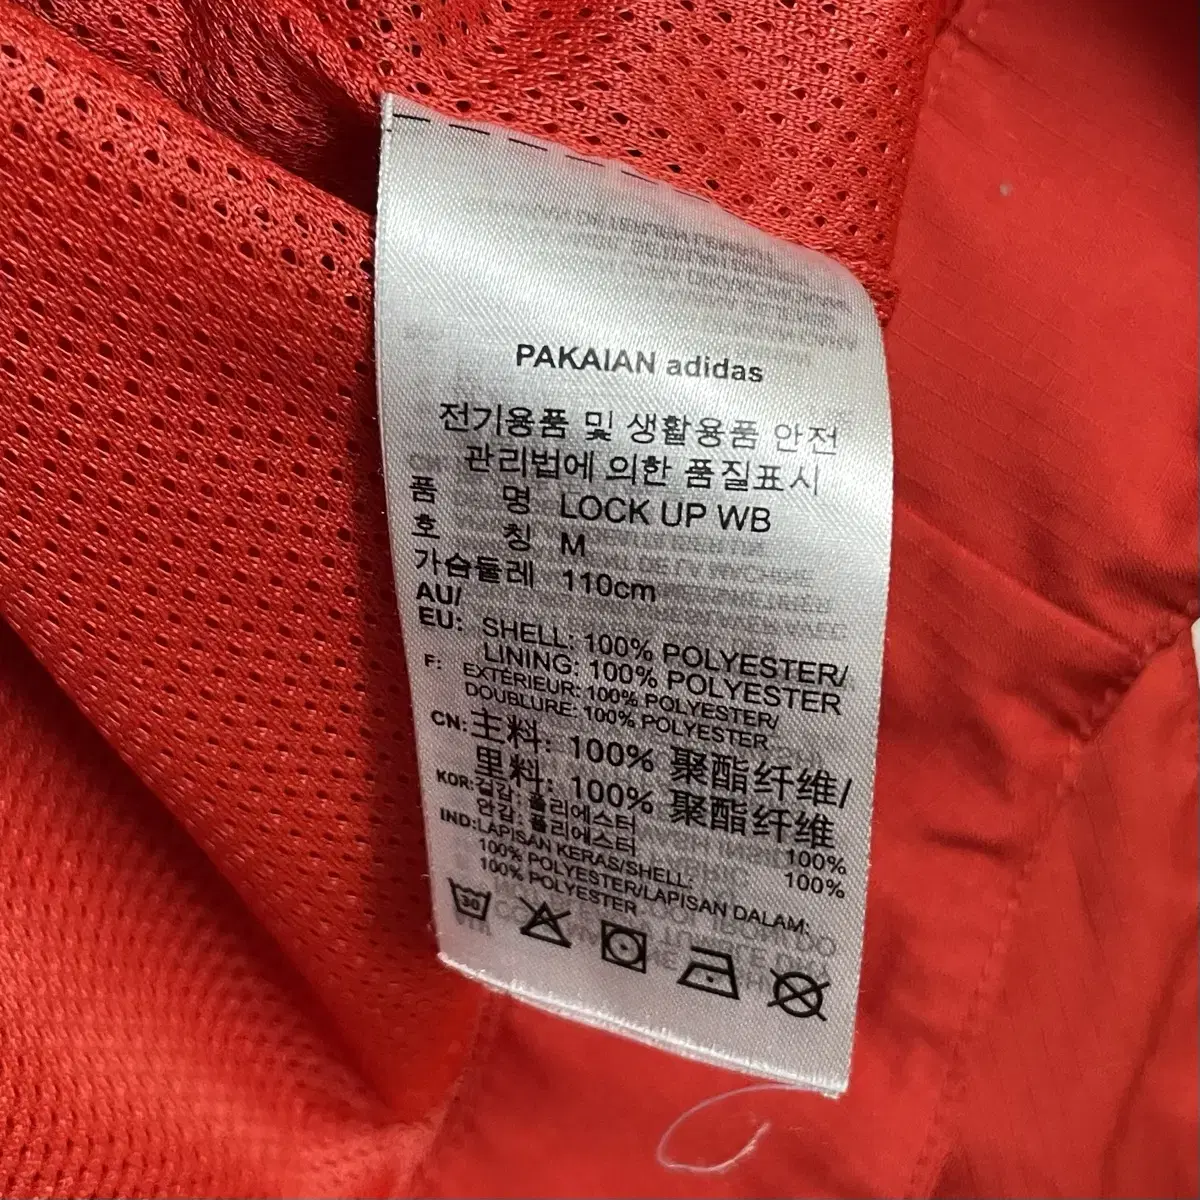 PAKAIAN adidas
전기용품 및 생활용품 안전
관리법에 의한 품질표시
품 명 LOCK UP WB
호 칭 M
가슴둘레 110cm
AU/
EU: SHELL: 100% POLYESTER/
LINING: 100% POLYESTER
F: EXTÉRIEUR: 100% POLYESTER/
DOUBLURE: 100% POLYESTER
CN: 主料: 100% 聚酯纤维/
里料: 100% 聚酯纤维
KOR: 겉감: 폴리에스터 100%
안감: 폴리에스터 100%
IND: LAPISAN KERAS/SHELL:
100% POLYESTER/LAPISAN DALAM:
100% POLYESTER
30